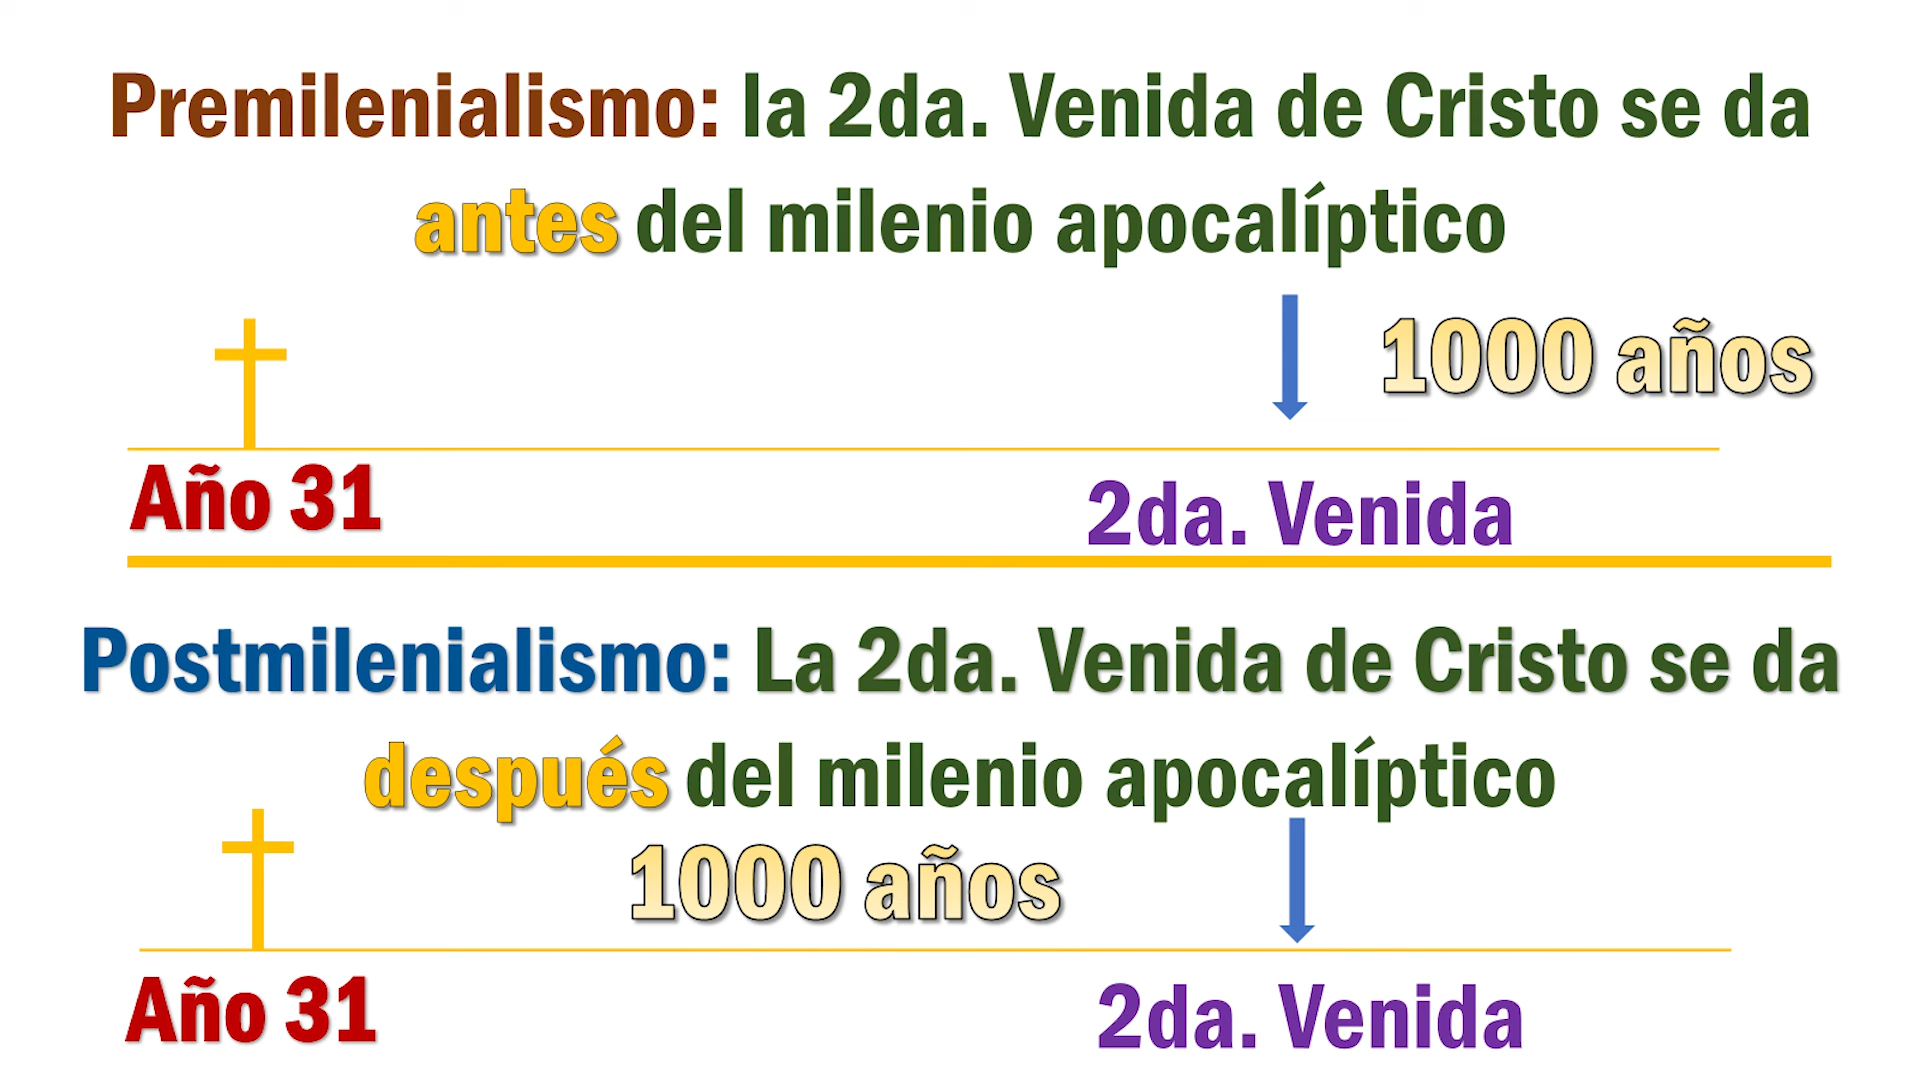 Premilenialismo: la 2da. Venida de Cristo se da
antes del milenio apocalíptico
1000 años
Año 31
2da. Venida
Postmilenialismo: La 2da. Venida de Cristo se da
después del milenio apocalíptico
1000 años
Año 31
2da. Venida